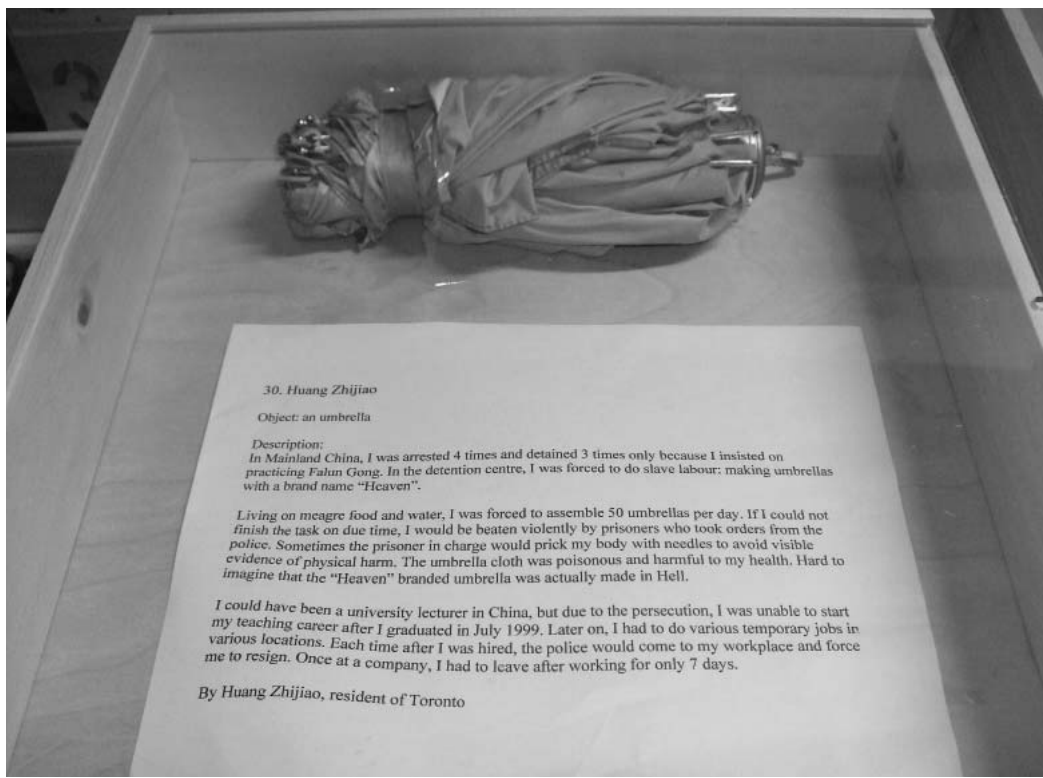 30. Huang Zhijiao
Object: an umbrella
Description:
In Mainland China, I was arrested 4 times and detained 3 times only because I insisted on
practicing Falun Gong. In the detention centre, I was forced to do slave labour: making umbrellas
with a brand name “Heaven”.
Living on meagre food and water, I was forced to assemble 50 umbrellas per day. If I could not
finish the task on due time, I would be beaten violently by prisoners who took orders from the
police. Sometimes the prisoner in charge would prick my body with needles to avoid visible
evidence of physical harm. The umbrella cloth was poisonous and harmful to my health. Hard to
imagine that the “Heaven” branded umbrella was actually made in Hell.
I could have been a university lecturer in China, but due to the persecution, I was unable to start
my teaching career after I graduated in July 1999. Later on, I had to do various temporary jobs in
various locations. Each time after I was hired, the police would come to my workplace and force
me to resign. Once at a company, I had to leave after working for only 7 days.
By Huang Zhijiao, resident of Toronto